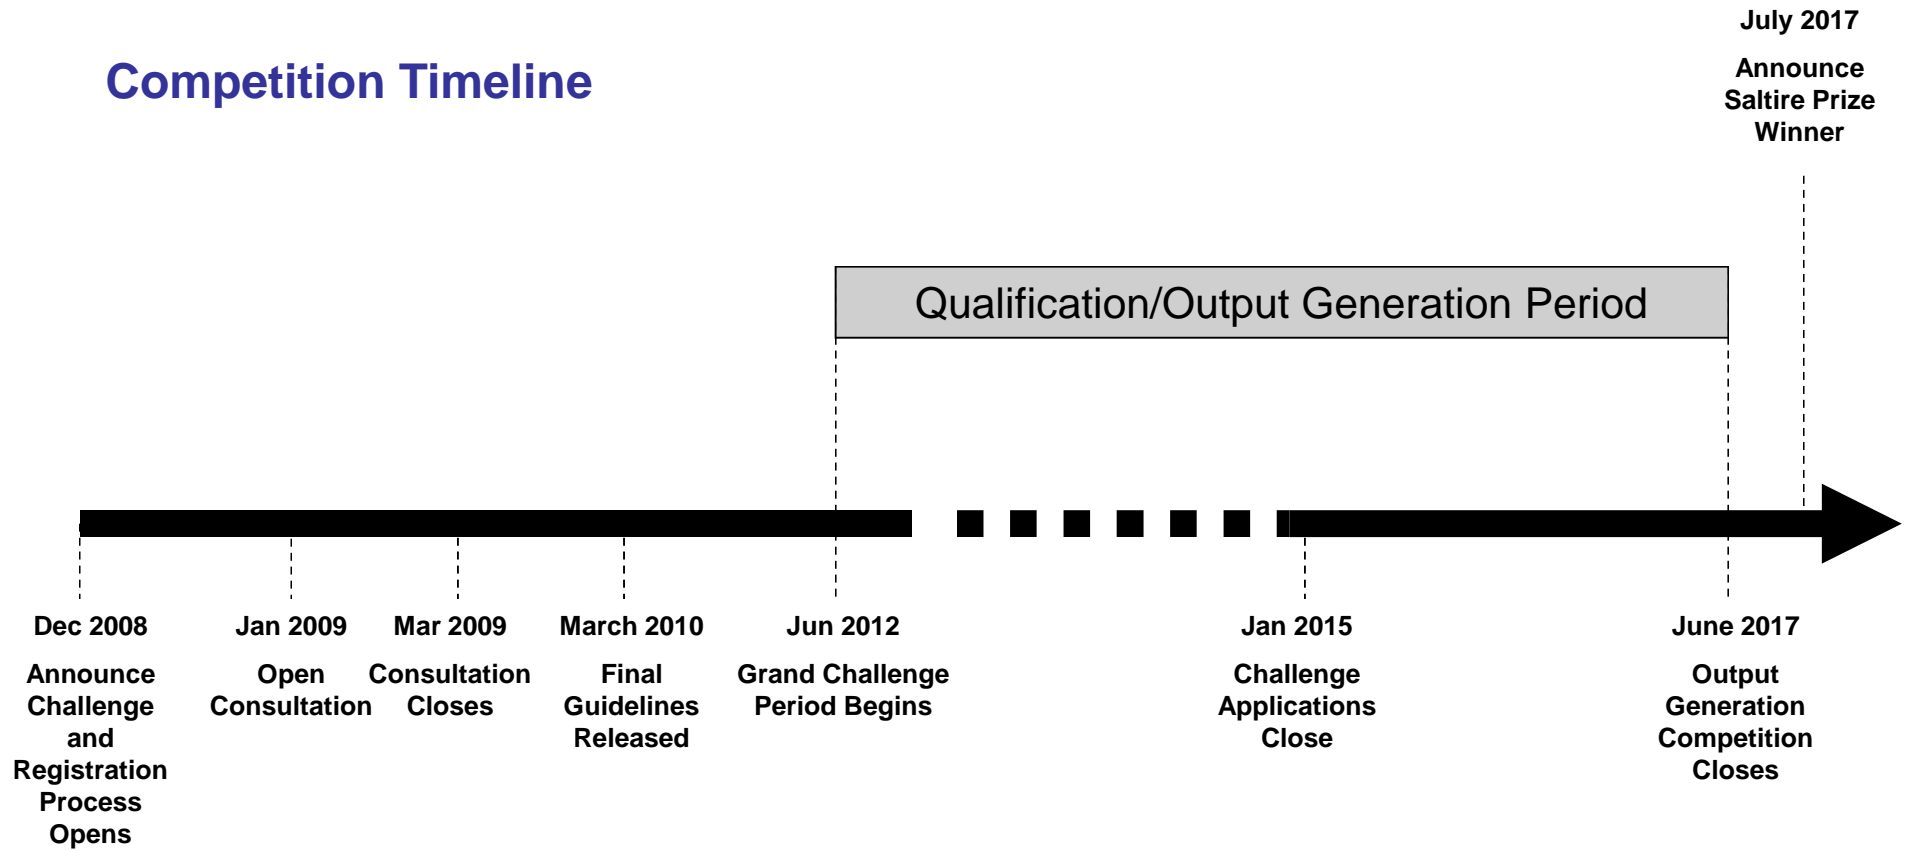 Competition Timeline
July 2017
Announce
Saltire Prize
Winner
Qualification/Output Generation Period
Dec 2008
Announce
Challenge
and
Registration
Process
Opens
Jan 2009
Open
Consultation
Mar 2009
Consultation
Closes
March 2010
Final
Guidelines
Released
Jun 2012
Grand Challenge
Period Begins
Jan 2015
Challenge
Applications
Close
June 2017
Output
Generation
Competition
Closes